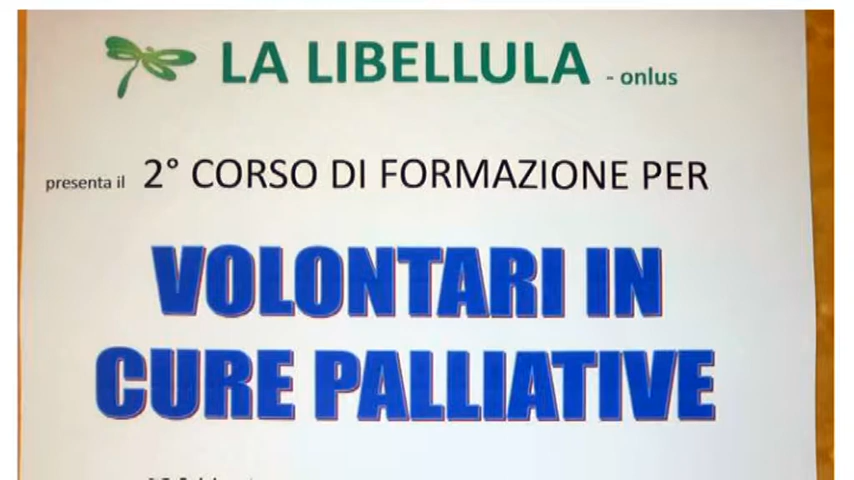 LA LIBELLULA - onlus
presenta il 2° CORSO DI FORMAZIONE PER
VOLONTARI IN
CURE PALLIATIVE